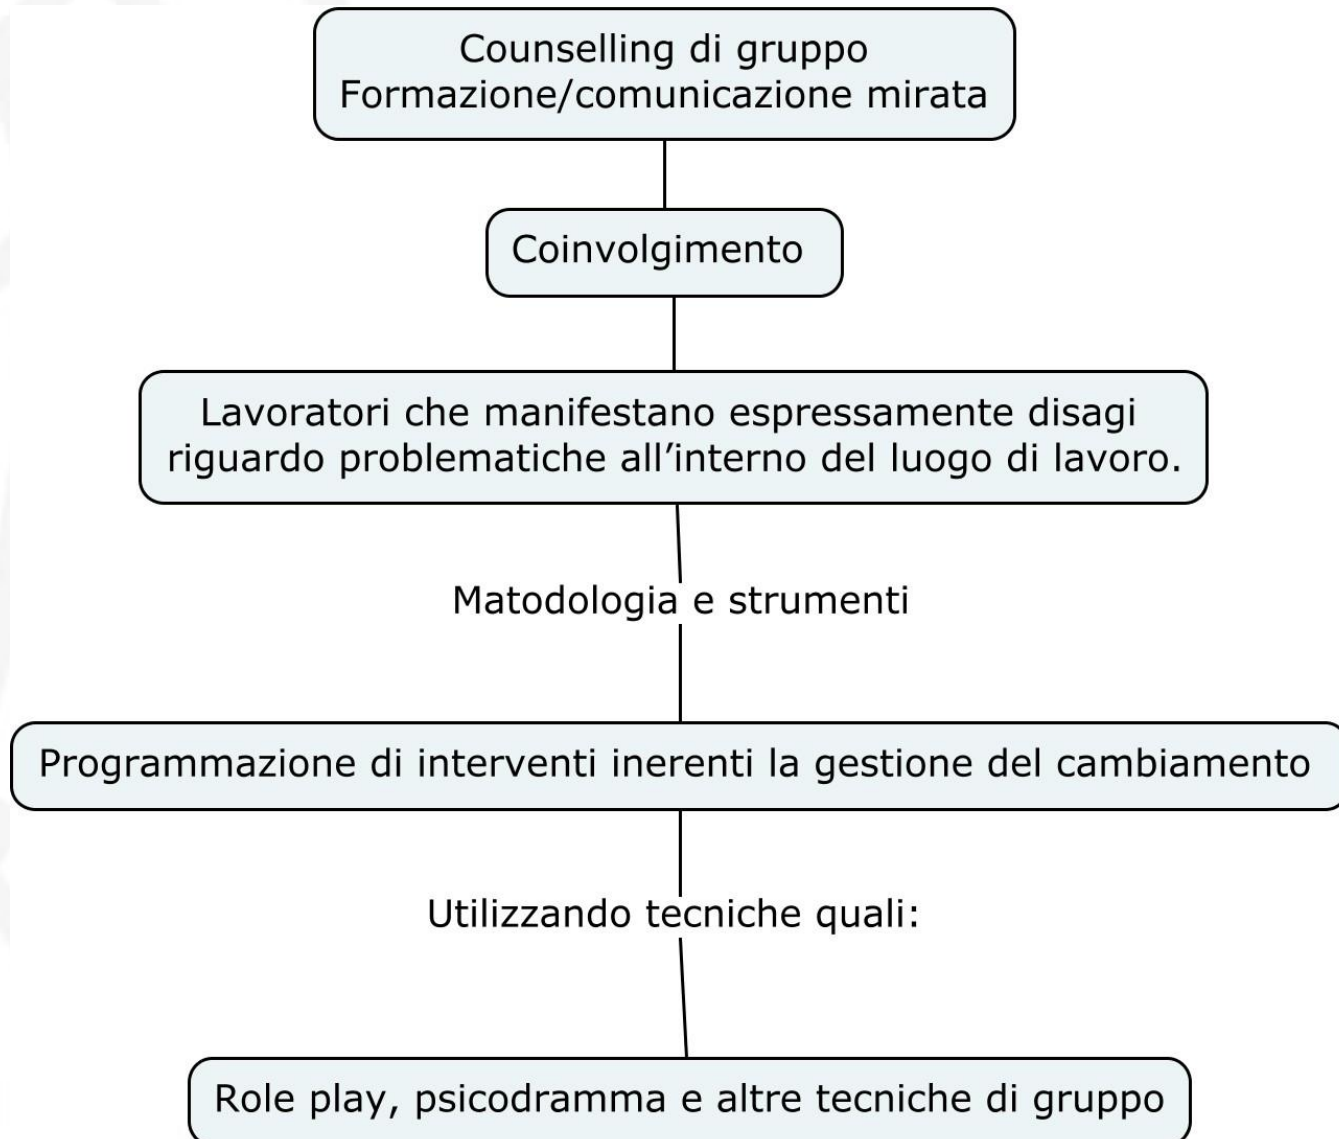 Counselling di gruppo
Formazione/comunicazione mirata
Coinvolgimento
Lavoratori che manifestano espressamente disagi
riguardo problematiche all’interno del luogo di lavoro.
Matodologia e strumenti
Programmazione di interventi inerenti la gestione del cambiamento
Utilizzando tecniche quali:
Role play, psicodramma e altre tecniche di gruppo